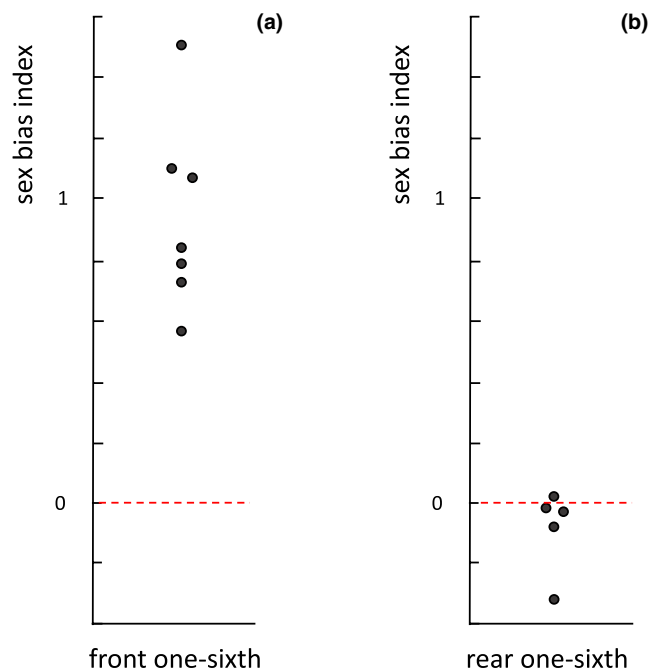 (a)
sex bias index
1
0
front one-sixth
(b)
sex bias index
1
0
rear one-sixth